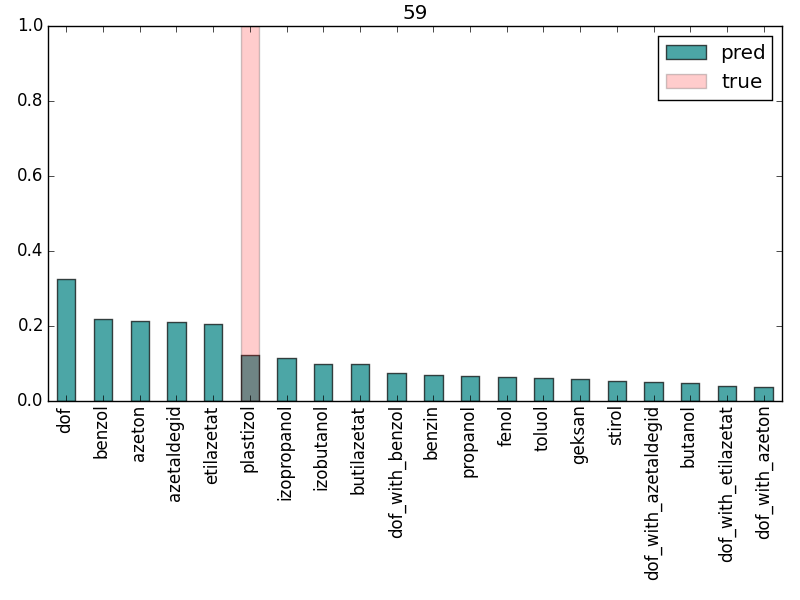 59
1.0
0.8
0.6
0.4
0.2
0.0
pred
true
dof
benzol
azeton
azetaldegid
etilazetat
plastizol
izopropanol
izobutanol
butilazetat
dof_with_benzol
benzin
propanol
fenol
toluol
geksan
stirol
dof_with_azetaldegid
butanol
dof_with_etilazetat
dof_with_azeton